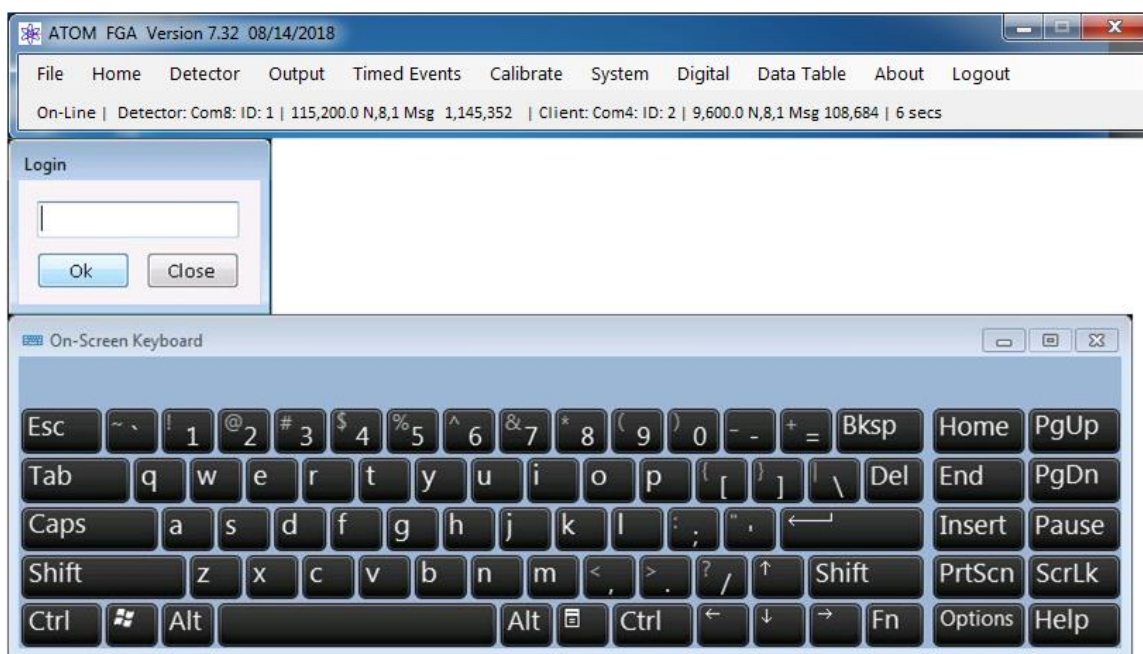 ATOM FGA Version 7.32 08/14/2018
File Home Detector Output Timed Events Calibrate System Digital Data Table About Logout
On-Line | Detector: Com8: ID: 1 | 115,200.0 N,8,1 Msg 1,145,352 | Client: Com4: ID: 2 | 9,600.0 N,8,1 Msg 108,684 | 6 secs
Login
Ok Close
On-Screen Keyboard
Esc ~ ` ! 1 @ 2 # 3 $ 4 % 5 ^ 6 & 7 * 8 ( 9 ) 0 _ - + = Bksp Home PgUp
Tab q w e r t y u i o p { [ } ] | \ Del End PgDn
Caps a s d f g h j k l : ; " ' Insert Pause
Shift z x c v b n m < , > . ? / ↑ Shift PrtScn ScrLk
Ctrl Alt Alt Ctrl ← ↓ → Fn Options Help